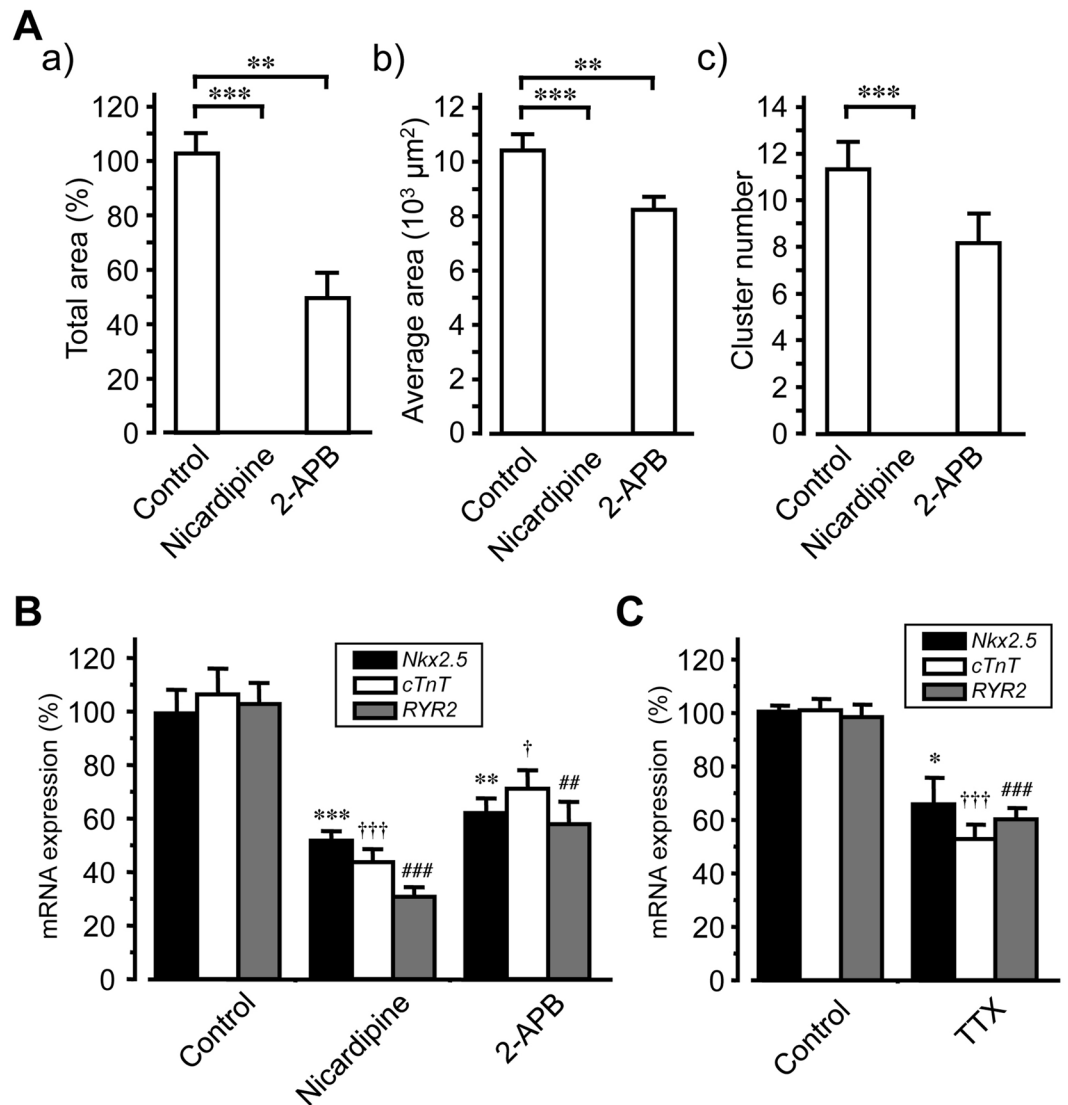 A
a)
**
***
Total area (%)
120
100
80
60
40
20
0
Control
Nicardipine
2-APB
b)
**
***
Average area (10³ µm²)
12
10
8
6
4
2
0
Control
Nicardipine
2-APB
c)
***
Cluster number
14
12
10
8
6
4
2
0
Control
Nicardipine
2-APB
B
mRNA expression (%)
120
100
80
60
40
20
0
Nkx2.5
cTnT
RYR2
***
†††
###
**
†
##
Control
Nicardipine
2-APB
C
mRNA expression (%)
120
100
80
60
40
20
0
Nkx2.5
cTnT
RYR2
*
†††
###
Control
TTX